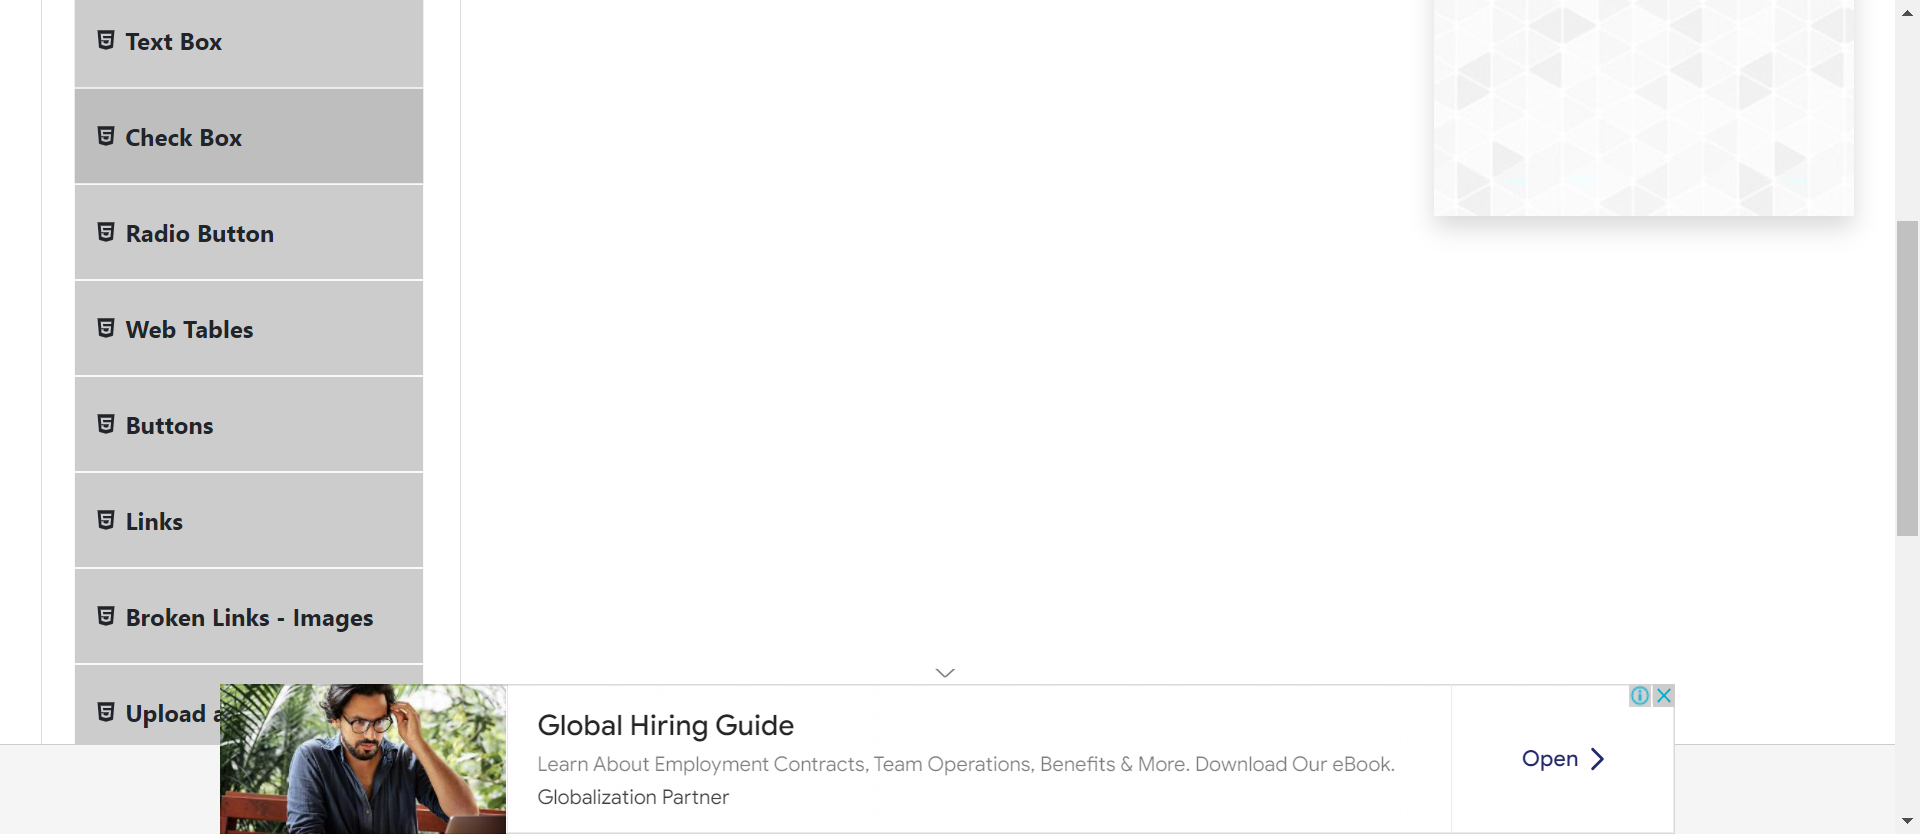 Text Box
Check Box
Radio Button
Web Tables
Buttons
Links
Broken Links - Images
Upload
Global Hiring Guide
Learn About Employment Contracts, Team Operations, Benefits & More. Download Our eBook.
Globalization Partner
Open